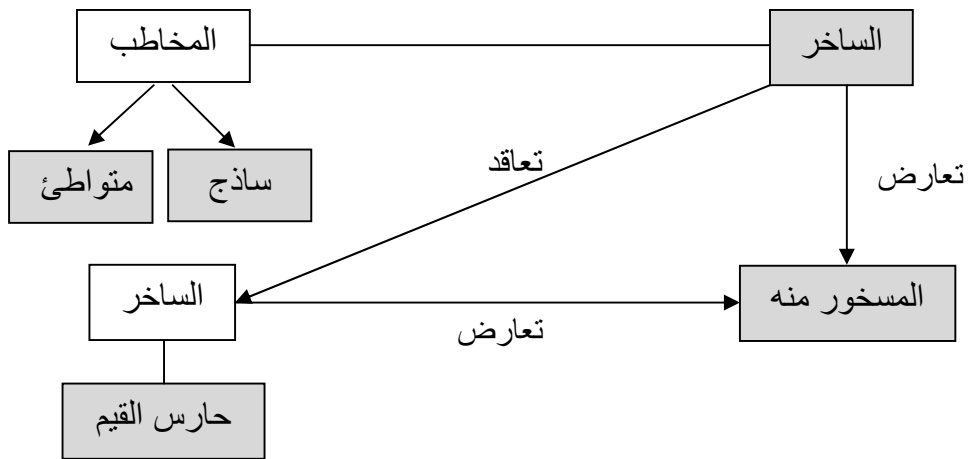 الساخر
المخاطب
ساذج
متواطئ
تعاقد
تعارض
الساخر
المسخور منه
تعارض
حارس القيم